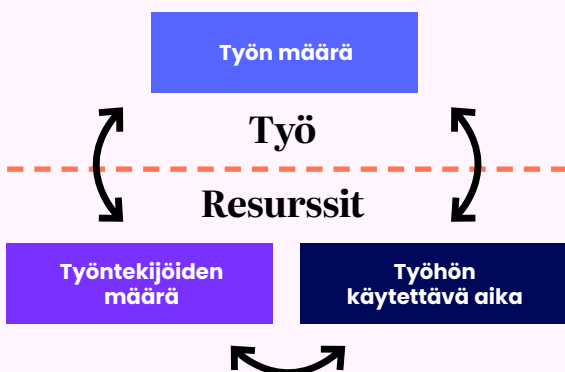 Työn määrä
Työ
Resurssit
Työntekijöiden
määrä
Työhön
käytettävä aika